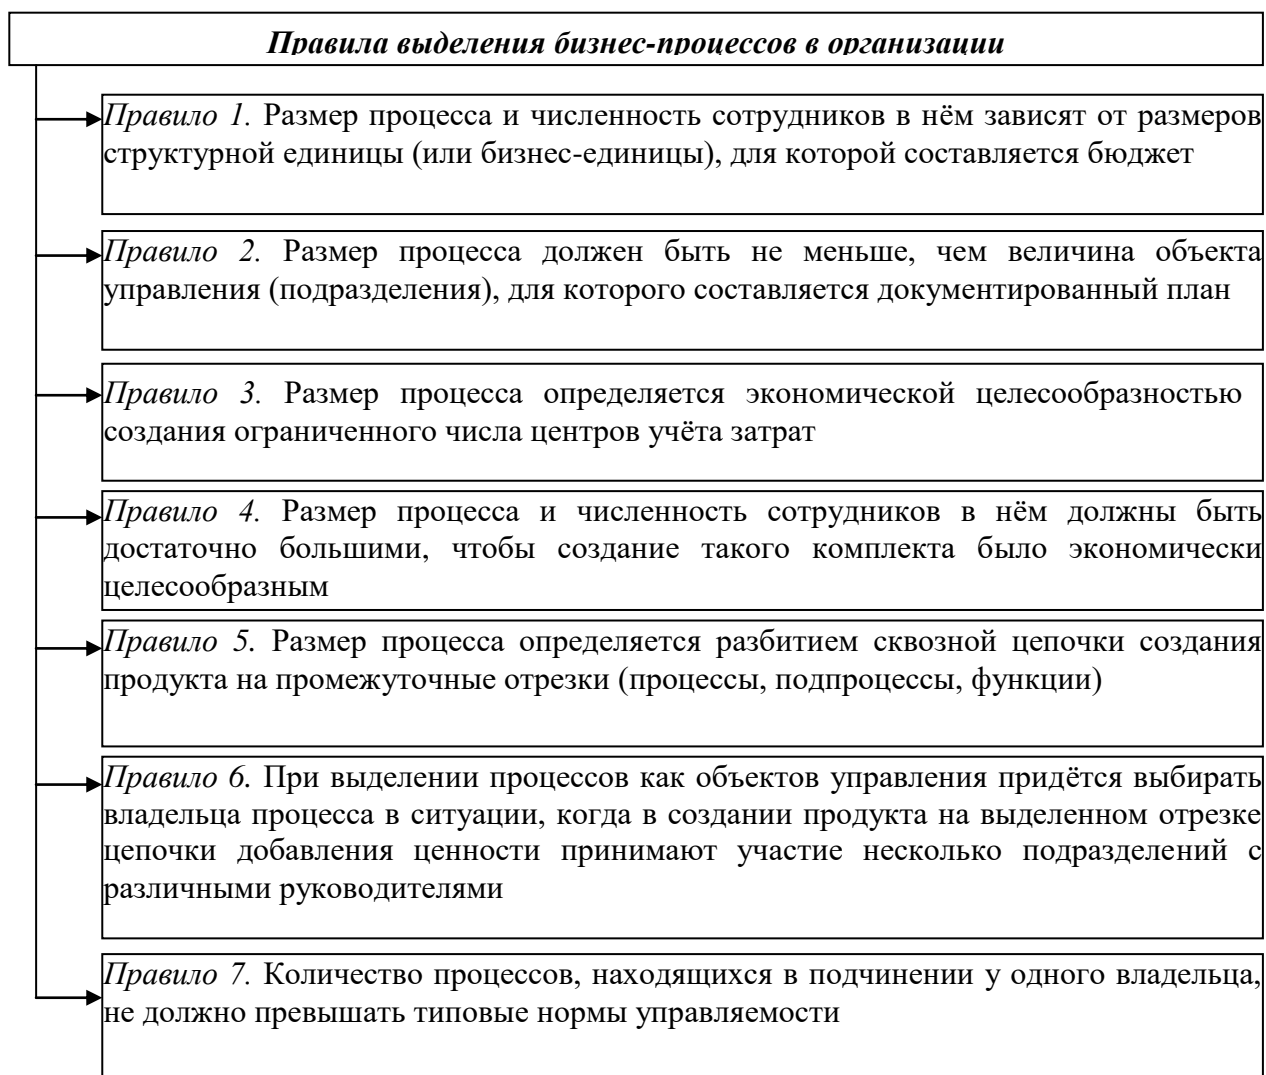 Правила выделения бизнес-процессов в организации
Правило 1. Размер процесса и численность сотрудников в нём зависят от размеров
структурной единицы (или бизнес-единицы), для которой составляется бюджет
Правило 2. Размер процесса должен быть не меньше, чем величина объекта
управления (подразделения), для которого составляется документированный план
Правило 3. Размер процесса определяется экономической целесообразностью
создания ограниченного числа центров учёта затрат
Правило 4. Размер процесса и численность сотрудников в нём должны быть
достаточно большими, чтобы создание такого комплекта было экономически
целесообразным
Правило 5. Размер процесса определяется разбитием сквозной цепочки создания
продукта на промежуточные отрезки (процессы, подпроцессы, функции)
Правило 6. При выделении процессов как объектов управления придётся выбирать
владельца процесса в ситуации, когда в создании продукта на выделенном отрезке
цепочки добавления ценности принимают участие несколько подразделений с
различными руководителями
Правило 7. Количество процессов, находящихся в подчинении у одного владельца,
не должно превышать типовые нормы управляемости